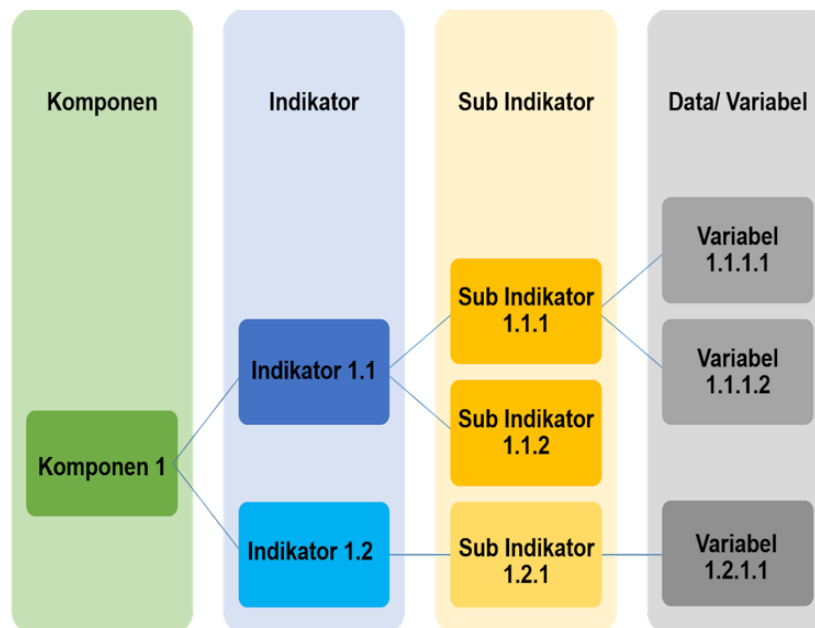 Komponen
Indikator
Sub Indikator
Data/ Variabel
Komponen 1
Indikator 1.1
Indikator 1.2
Sub Indikator
1.1.1
Sub Indikator
1.1.2
Sub Indikator
1.2.1
Variabel
1.1.1.1
Variabel
1.1.1.2
Variabel
1.2.1.1